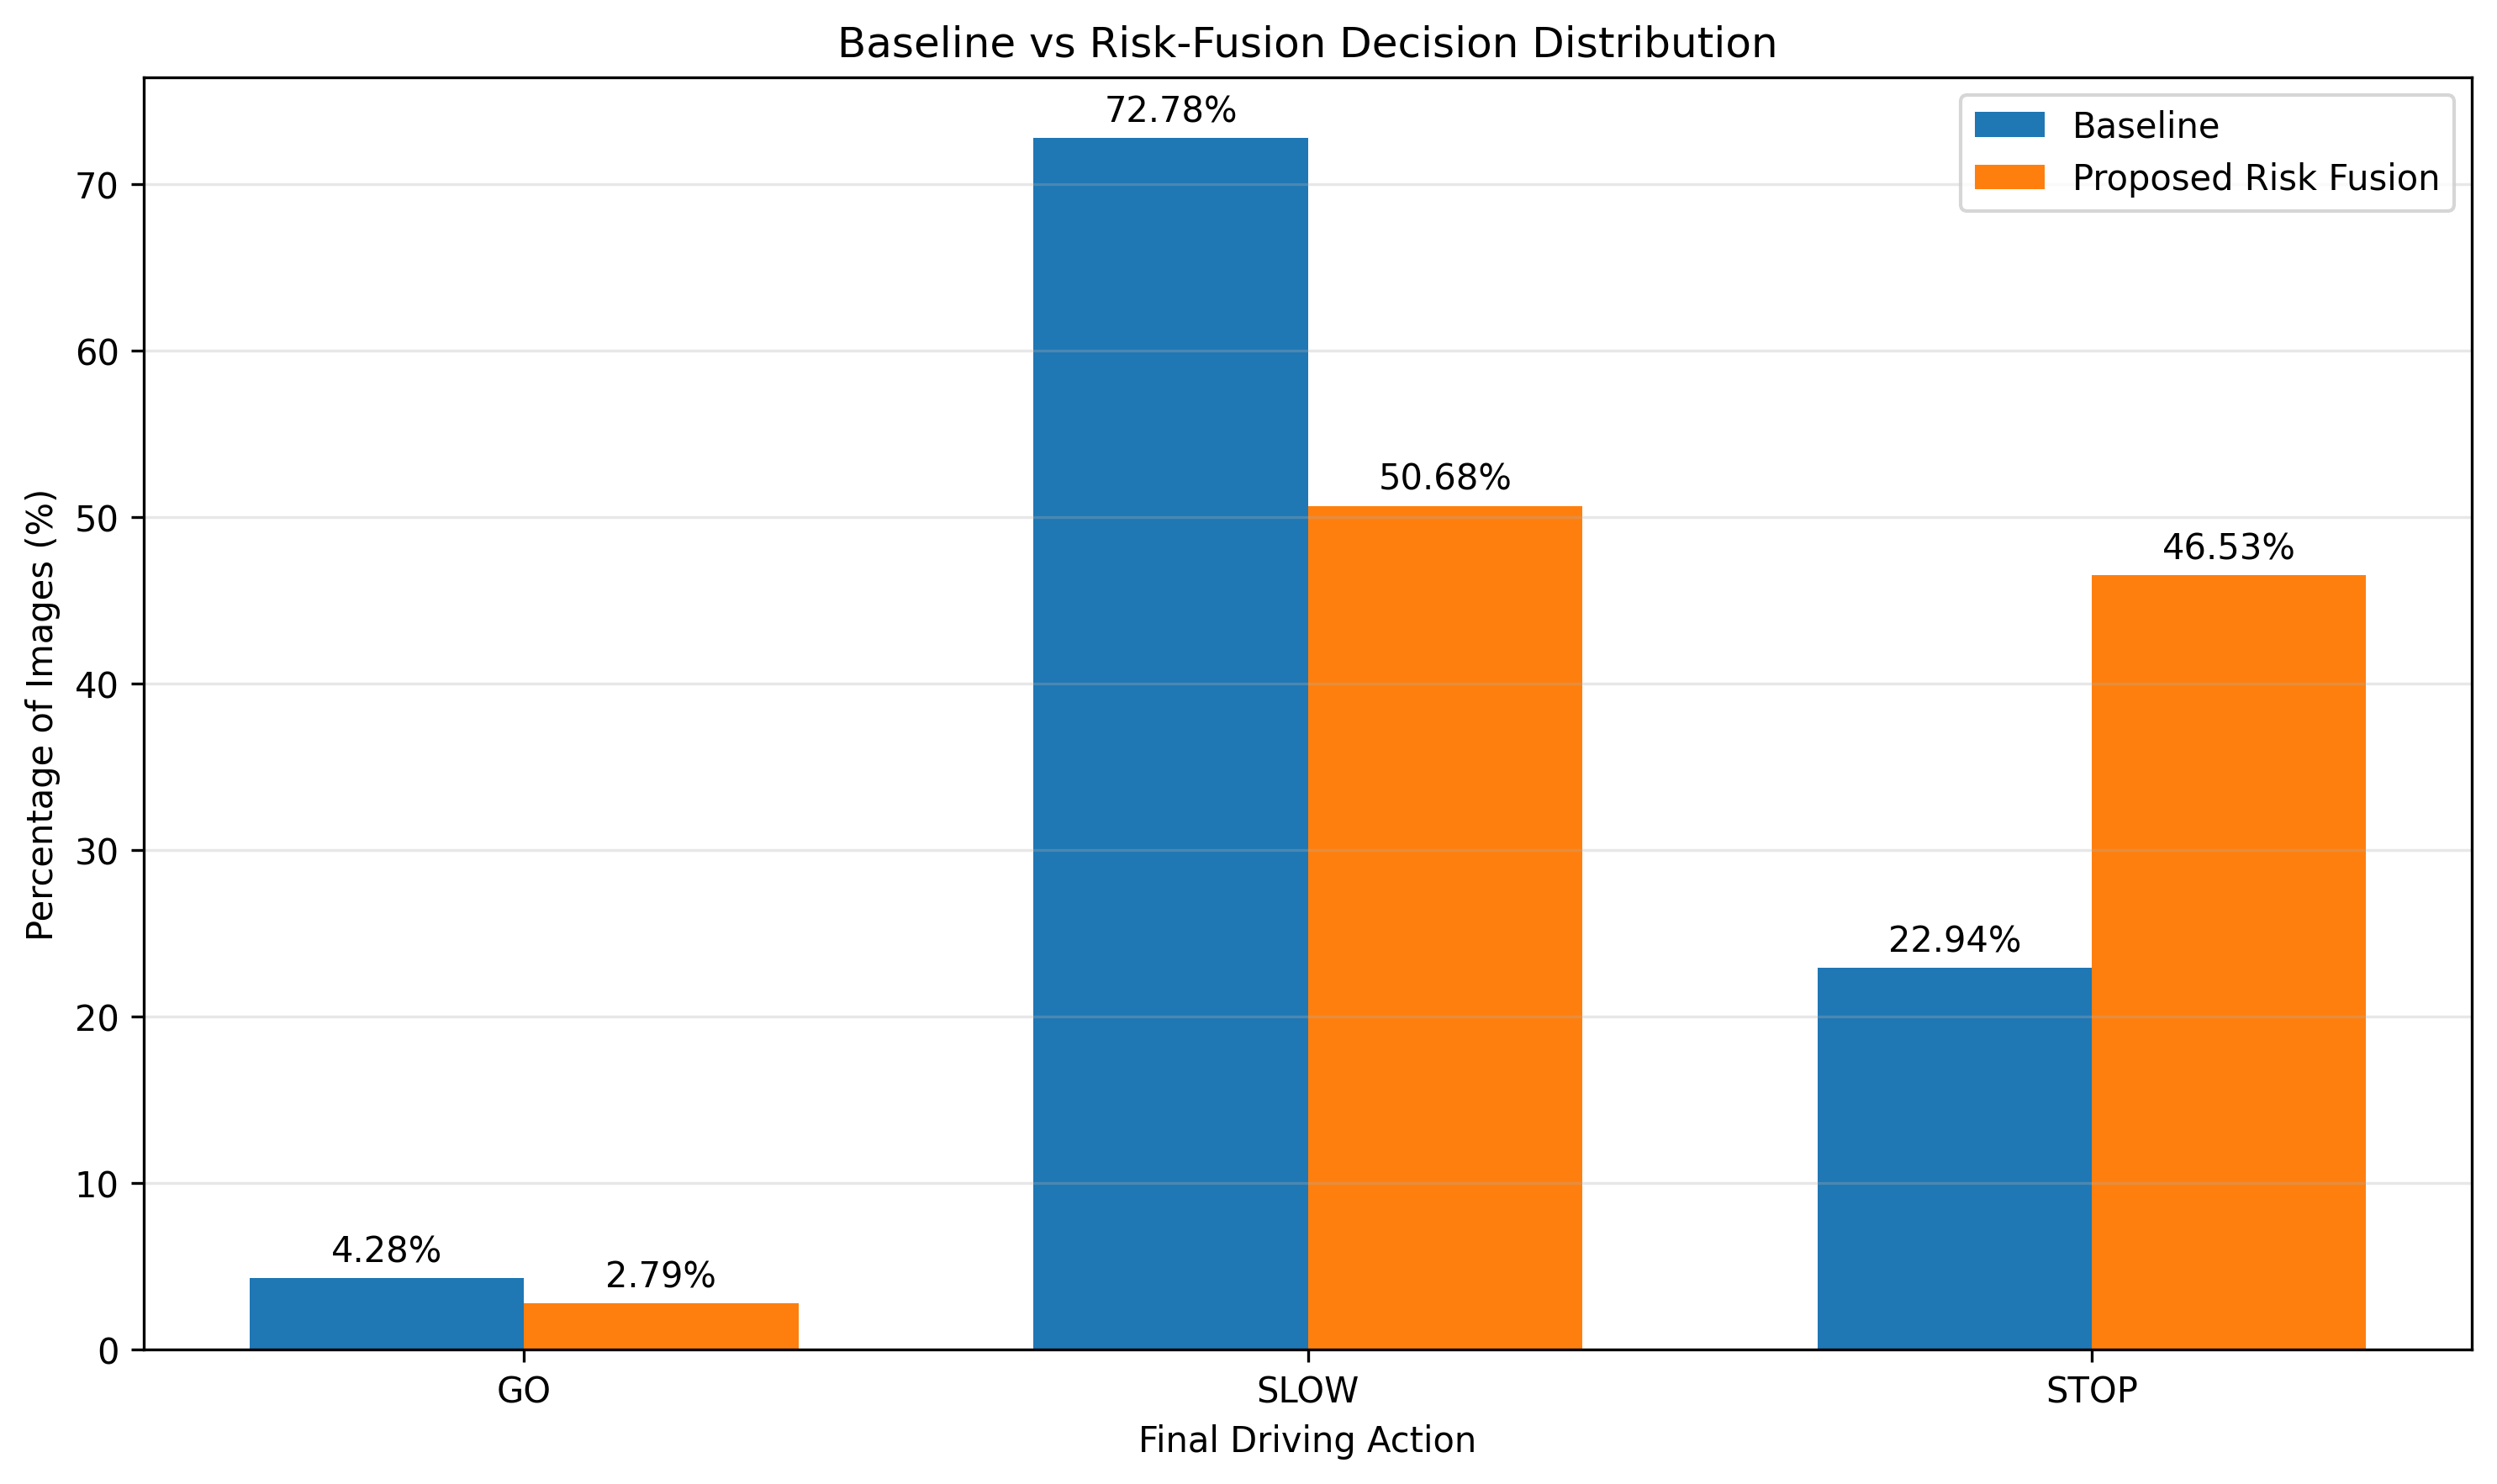 Baseline vs Risk-Fusion Decision Distribution
Baseline
Proposed Risk Fusion
Percentage of Images (%)
70
60
50
40
30
20
10
0
4.28%
2.79%
72.78%
50.68%
22.94%
46.53%
GO
SLOW
STOP
Final Driving Action